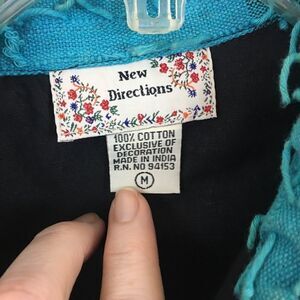 New
Directions
100% COTTON
EXCLUSIVE OF
DECORATION
MADE IN INDIA
R.N. NO 94153
M